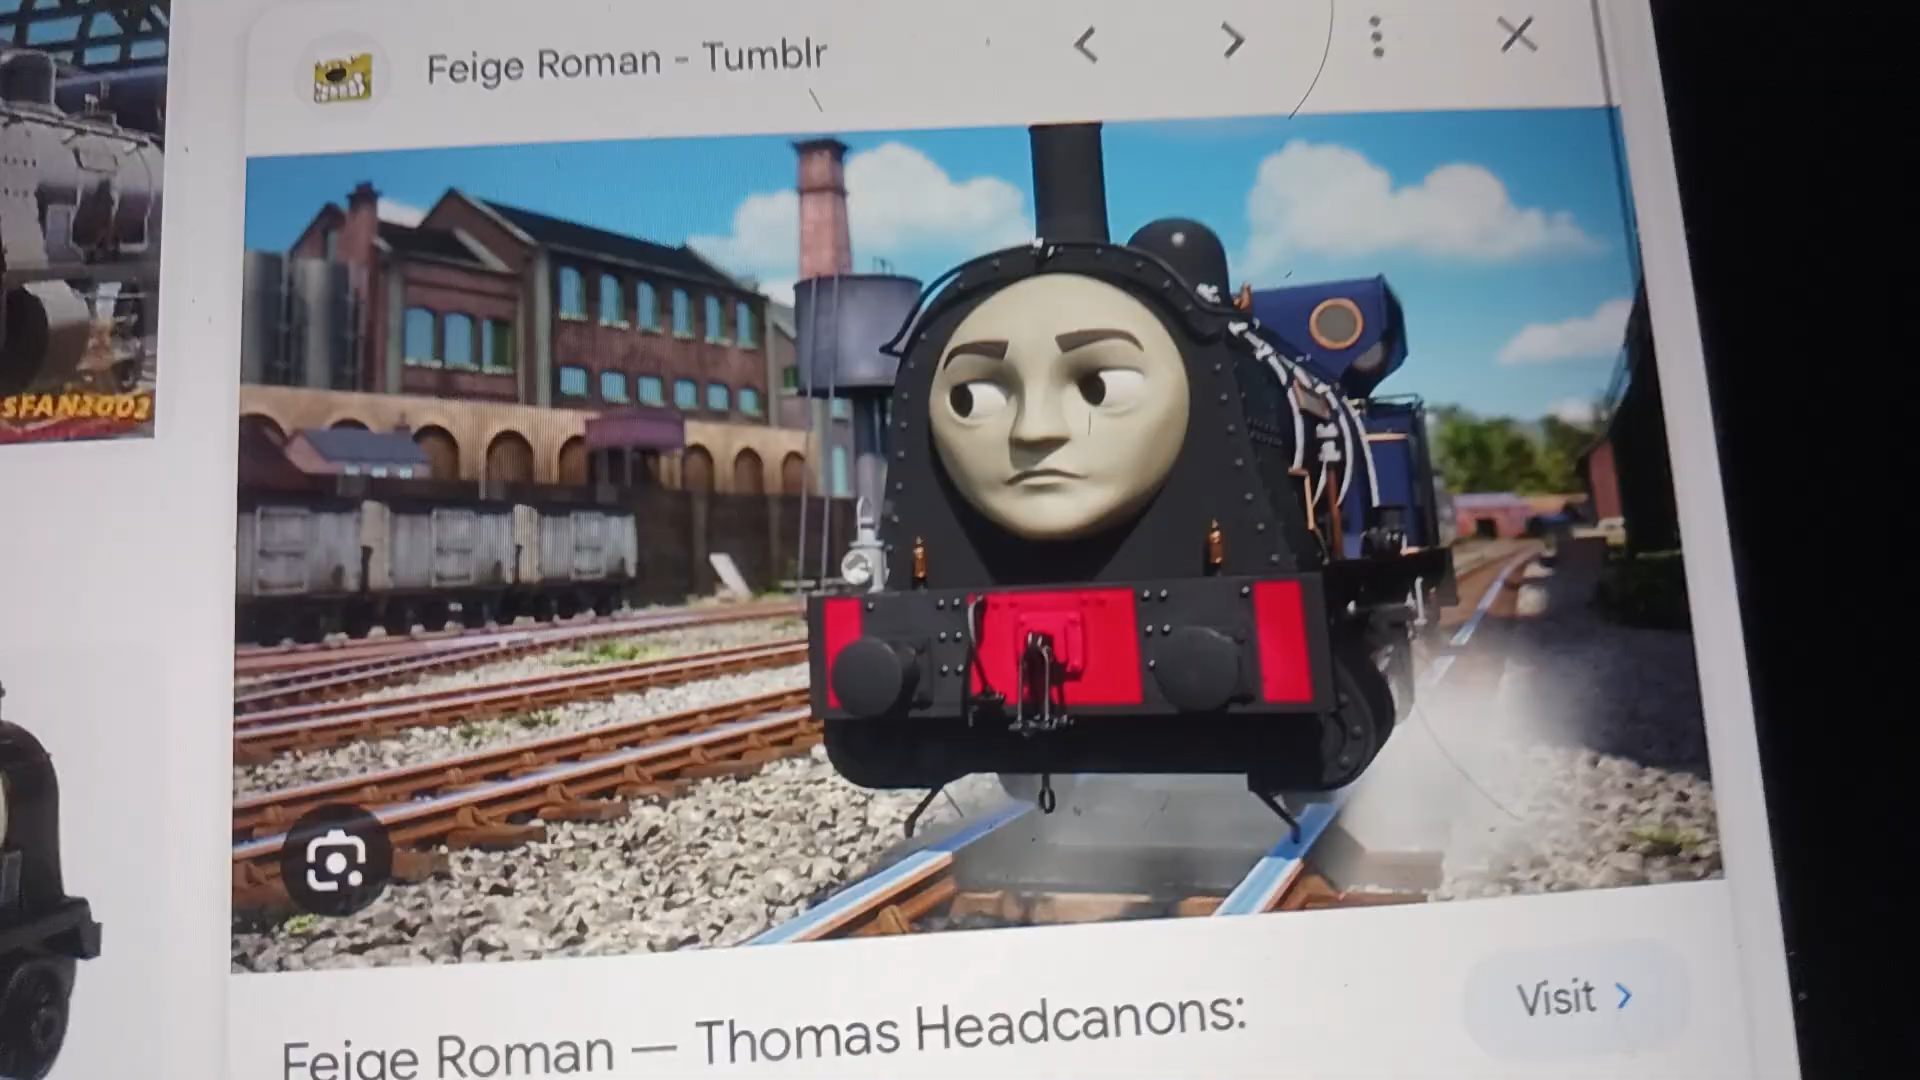 Feige Roman - Tumblr
SFAN2002
Visit
Feige Roman — Thomas Headcanons: